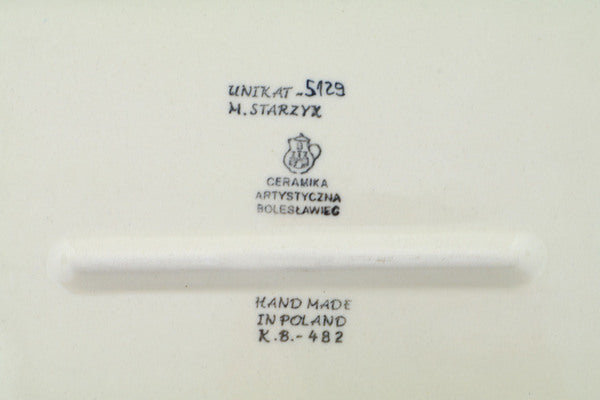 UNIKAT-5129
M. STARZYK
CERAMIKA
ARTYSTYCZNA
BOLESŁAWIEC
HAND MADE
IN POLAND
K.B.-482